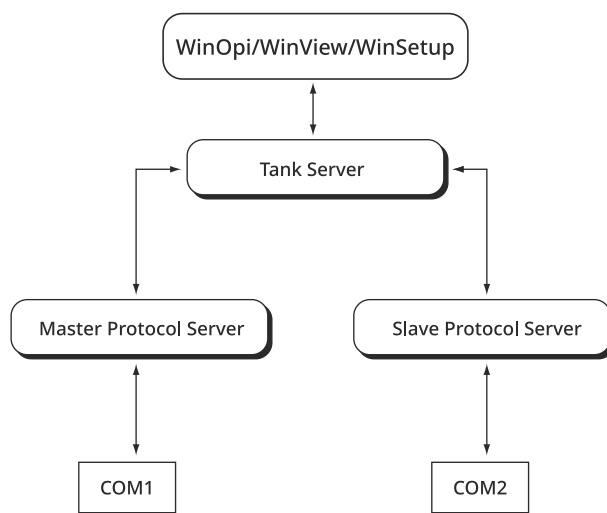 WinOpi/WinView/WinSetup
Tank Server
Master Protocol Server
Slave Protocol Server
COM1
COM2